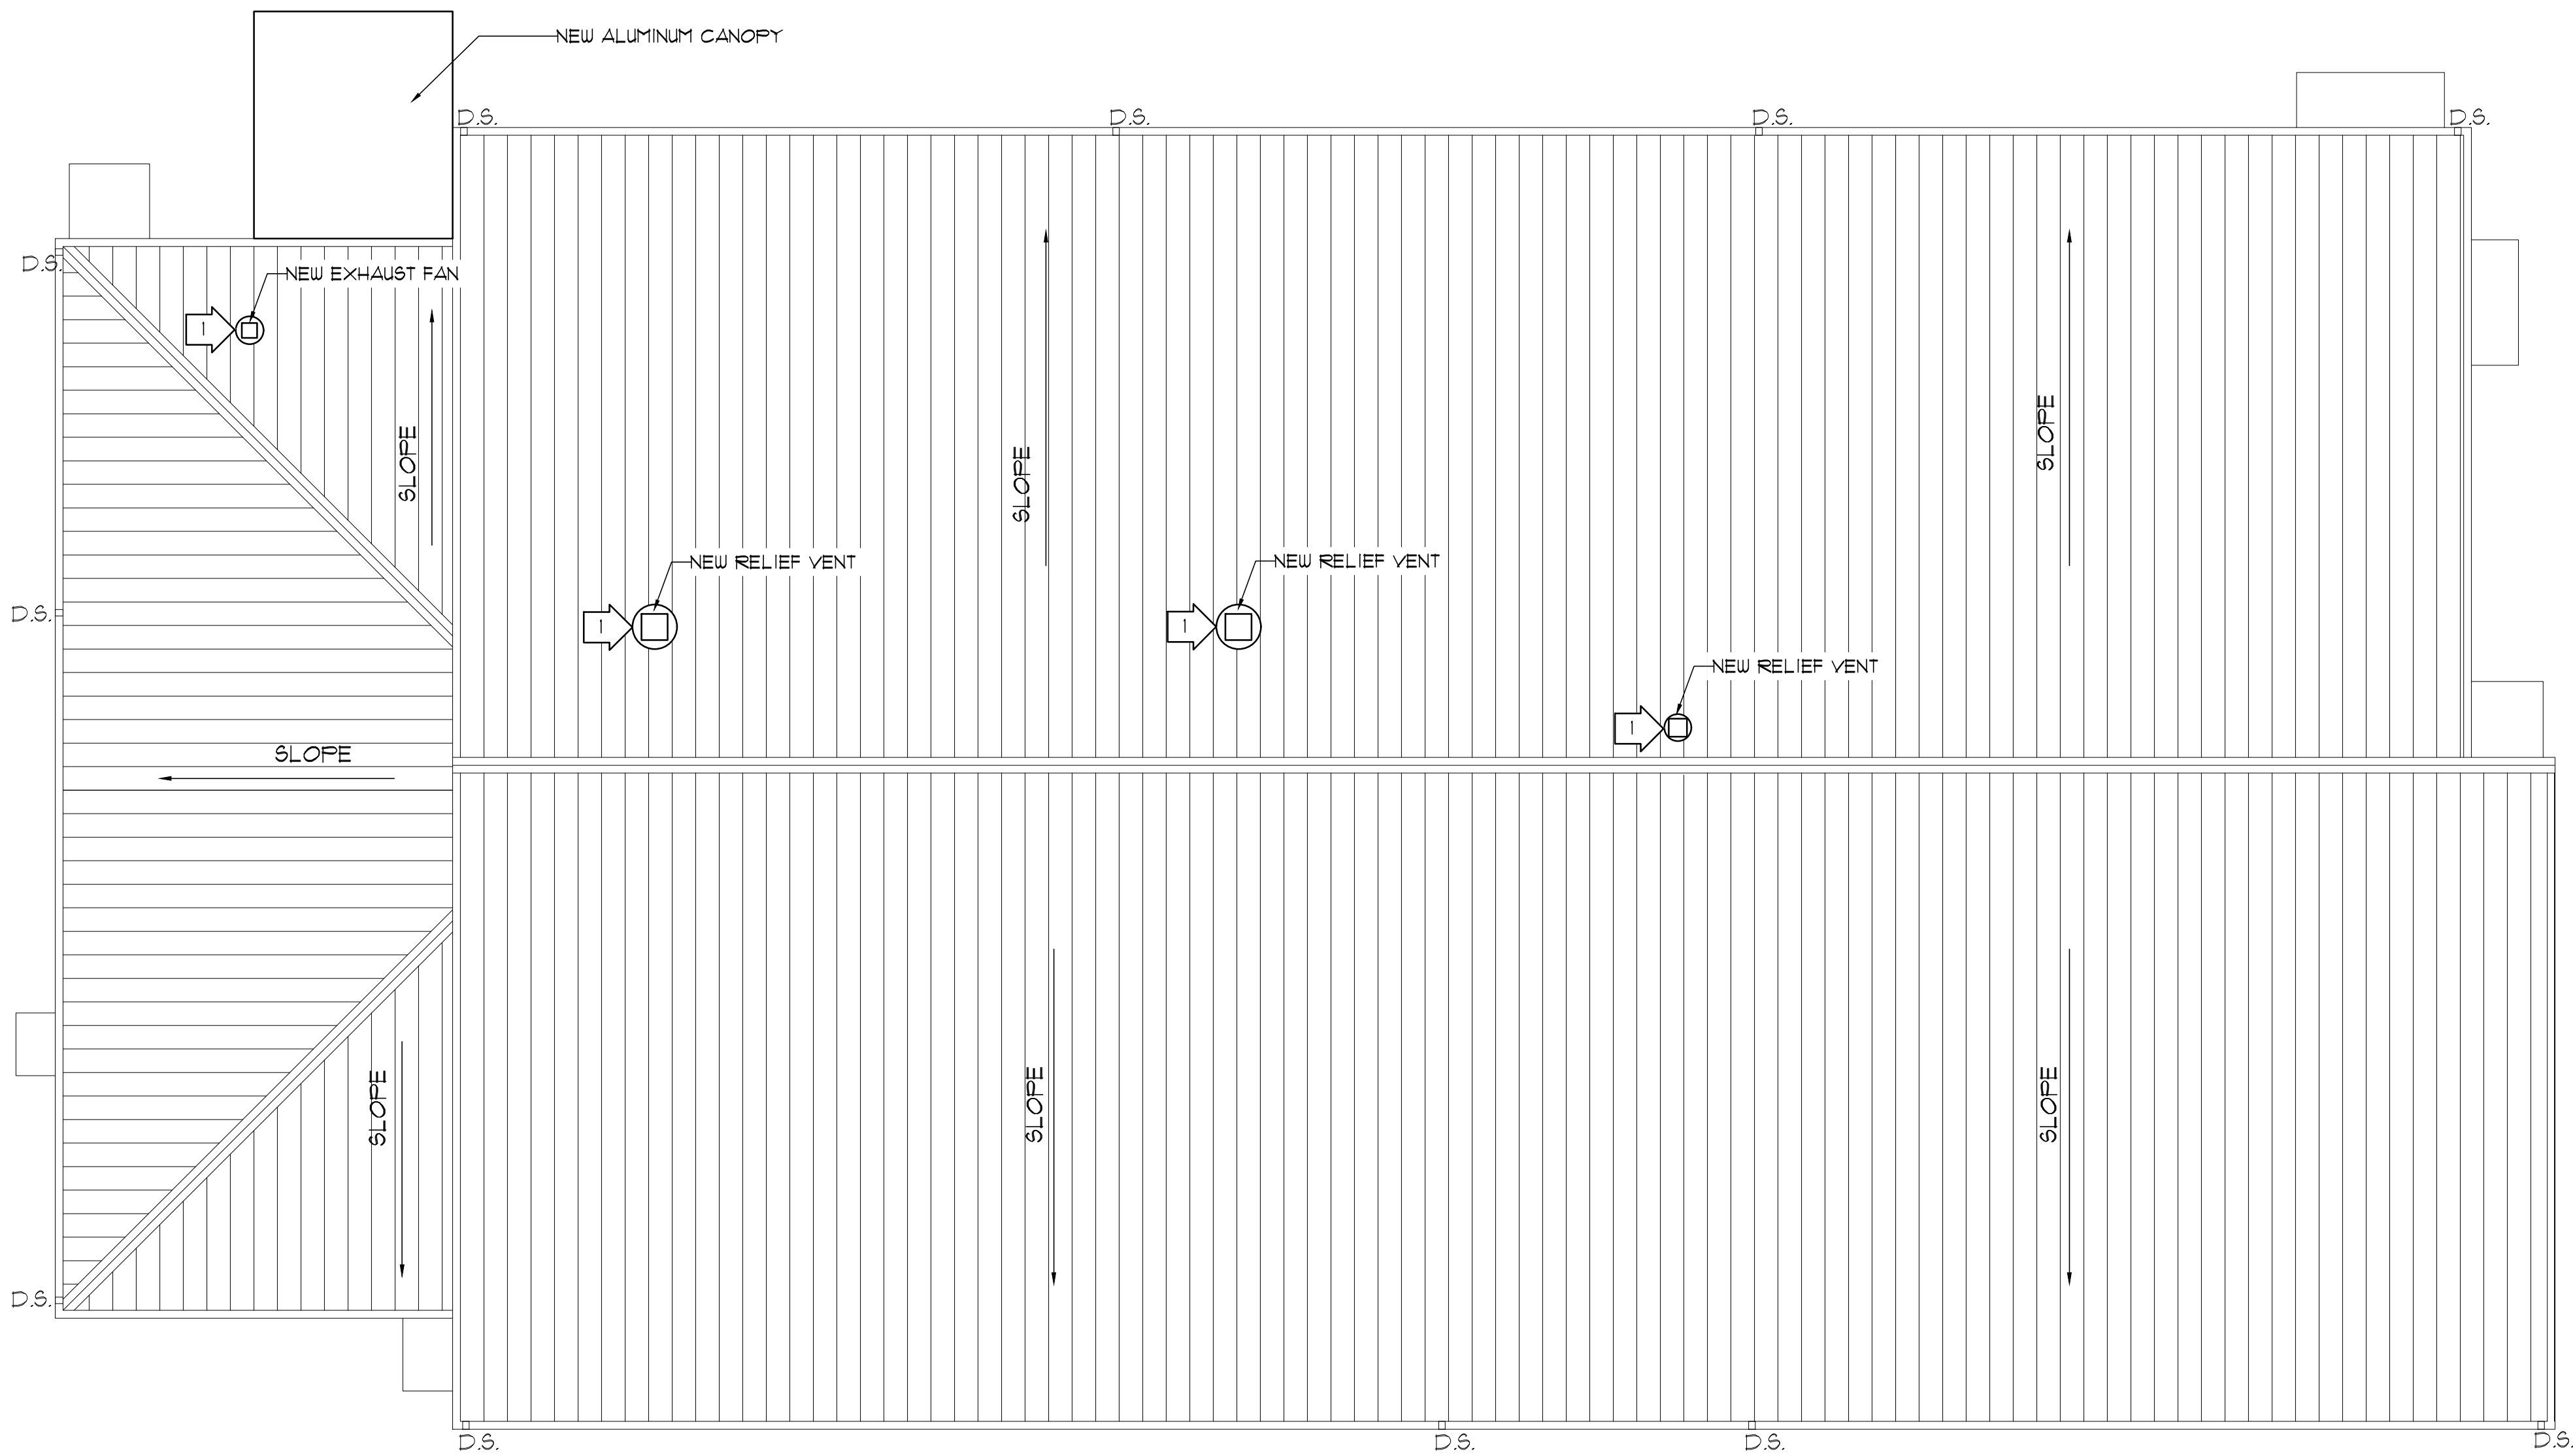 NEW ALUMINUM CANOPY
D.S.
D.S.
D.S.
D.S.
D.S.
NEW EXHAUST FAN
1
SLOPE
SLOPE
SLOPE
NEW RELIEF VENT
NEW RELIEF VENT
1
1
D.S.
NEW RELIEF VENT
1
SLOPE
SLOPE
SLOPE
SLOPE
D.S.
D.S.
D.S.
D.S.
D.S.